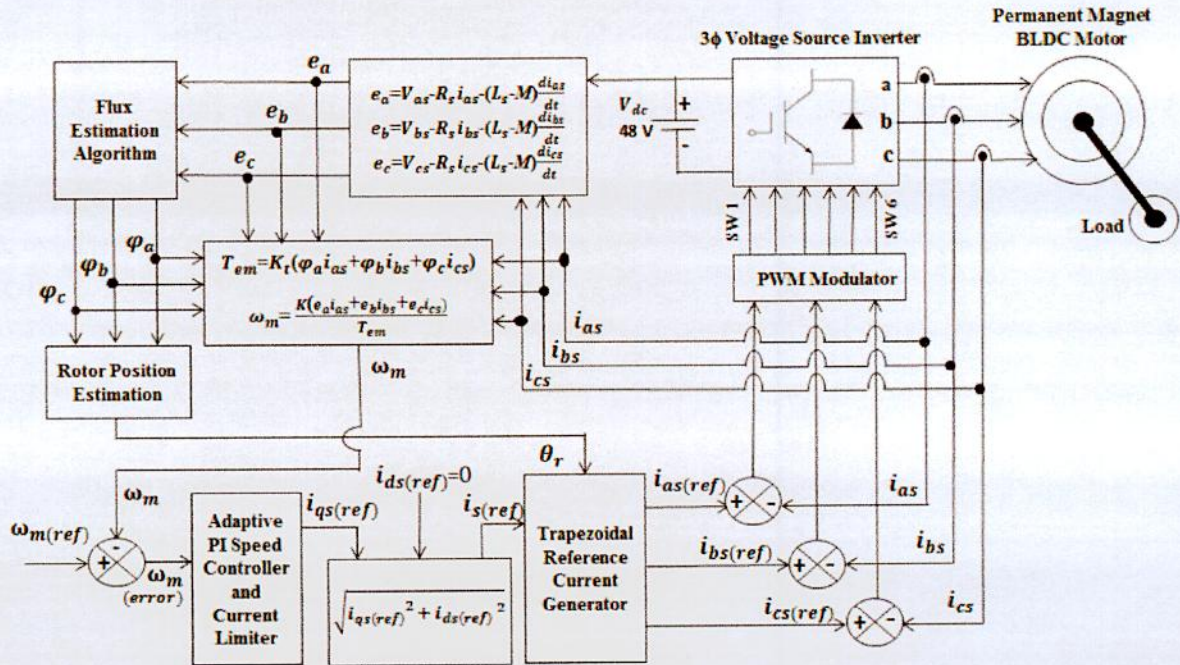 Permanent Magnet
BLDC Motor
3ϕ Voltage Source Inverter
Flux
Estimation
Algorithm
e_a
e_b
e_c
e_a=V_as-R_s i_as-(L_s-M) di_as/dt
e_b=V_bs-R_s i_bs-(L_s-M) di_bs/dt
e_c=V_cs-R_s i_cs-(L_s-M) di_cs/dt
V_dc
48 V
+
-
a
b
c
Load
SW 1
SW 6
PWM Modulator
φ_a
φ_b
φ_c
T_em=K_t(φ_a i_as+φ_b i_bs+φ_c i_cs)
ω_m= K(e_a i_as+e_b i_bs+e_c i_cs)/T_em
i_as
i_bs
i_cs
Rotor Position
Estimation
ω_m
θ_r
ω_m(ref)
ω_m
-
+
ω_m
(error)
Adaptive
PI Speed
Controller
and
Current
Limiter
i_qs(ref)
i_ds(ref)=0
i_s(ref)
√i_qs(ref)² + i_ds(ref)²
Trapezoidal
Reference
Current
Generator
i_as(ref)
+ -
i_as
i_bs(ref)
+ -
i_bs
i_cs(ref)
+ -
i_cs